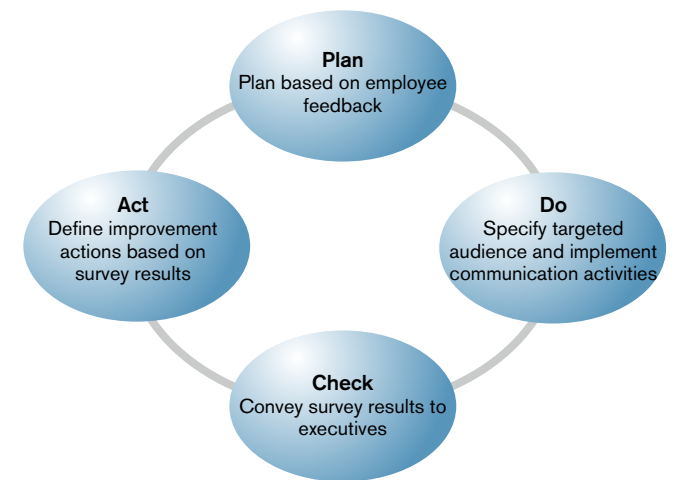 Plan
Plan based on employee
feedback
Do
Specify targeted
audience and implement
communication activities
Check
Convey survey results to
executives
Act
Define improvement
actions based on
survey results